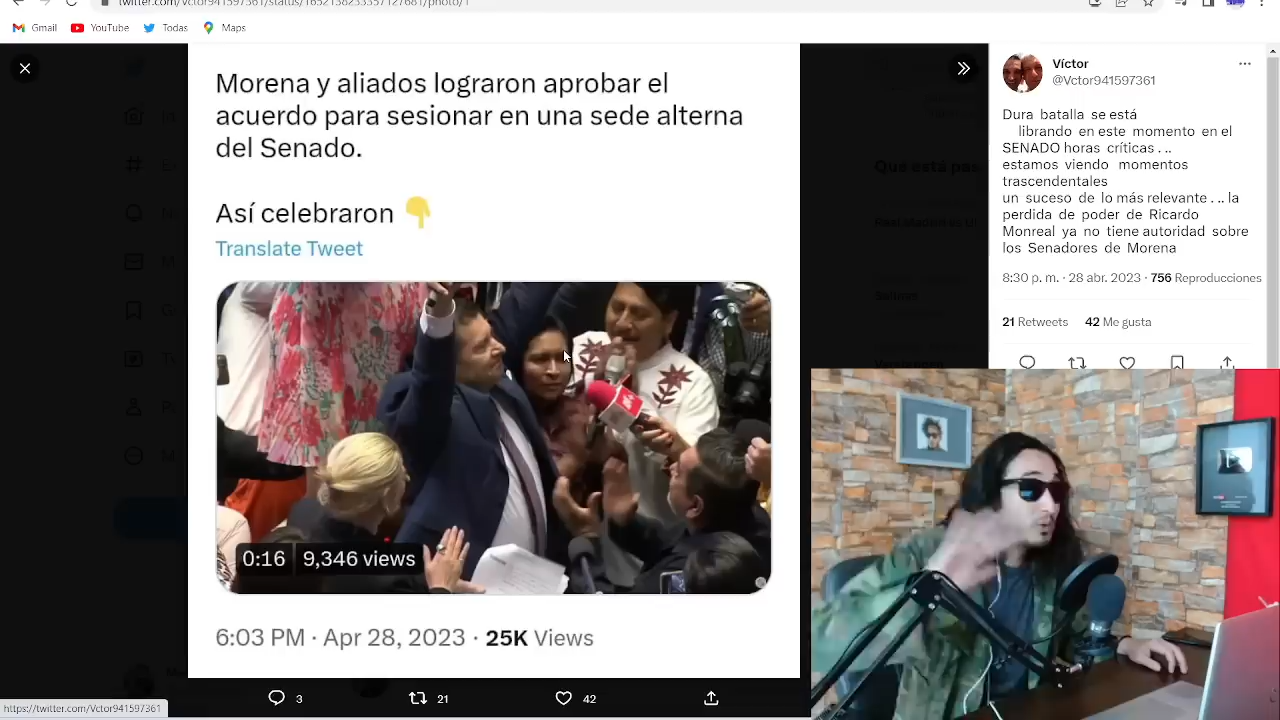 twitter.com/Vctor941597361/status/1652138233357127681/photo/1
Gmail
YouTube
Todas
Maps
Morena y aliados lograron aprobar el
acuerdo para sesionar en una sede alterna
del Senado.
Así celebraron 👇
Translate Tweet
0:16
9,346 views
6:03 PM · Apr 28, 2023 · 25K Views
3
21
42
https://twitter.com/Vctor941597361
Que está pas
Víctor
@Vctor941597361
Dura batalla se está
librando en este momento en el
SENADO horas críticas . ..
estamos viendo momentos
trascendentales
un suceso de lo más relevante . .. la
perdida de poder de Ricardo
Monreal ya no tiene autoridad sobre
los Senadores de Morena
8:30 p. m. · 28 abr. 2023 · 756 Reproducciones
21 Retweets
42 Me gusta